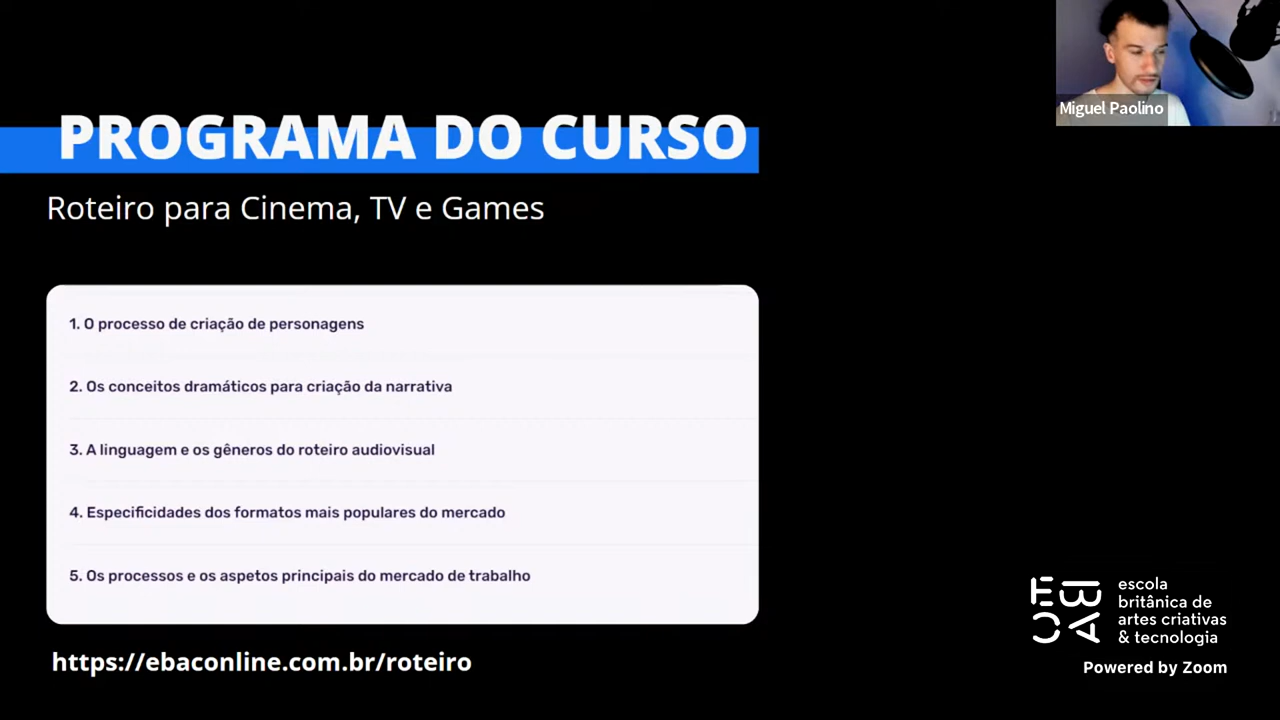 PROGRAMA DO CURSO
Roteiro para Cinema, TV e Games
1. O processo de criação de personagens
2. Os conceitos dramáticos para criação da narrativa
3. A linguagem e os gêneros do roteiro audiovisual
4. Especificidades dos formatos mais populares do mercado
5. Os processos e os aspetos principais do mercado de trabalho
https://ebaconline.com.br/roteiro
Miguel Paolino
EBAC
escola
britânica de
artes criativas
& tecnologia
Powered by Zoom